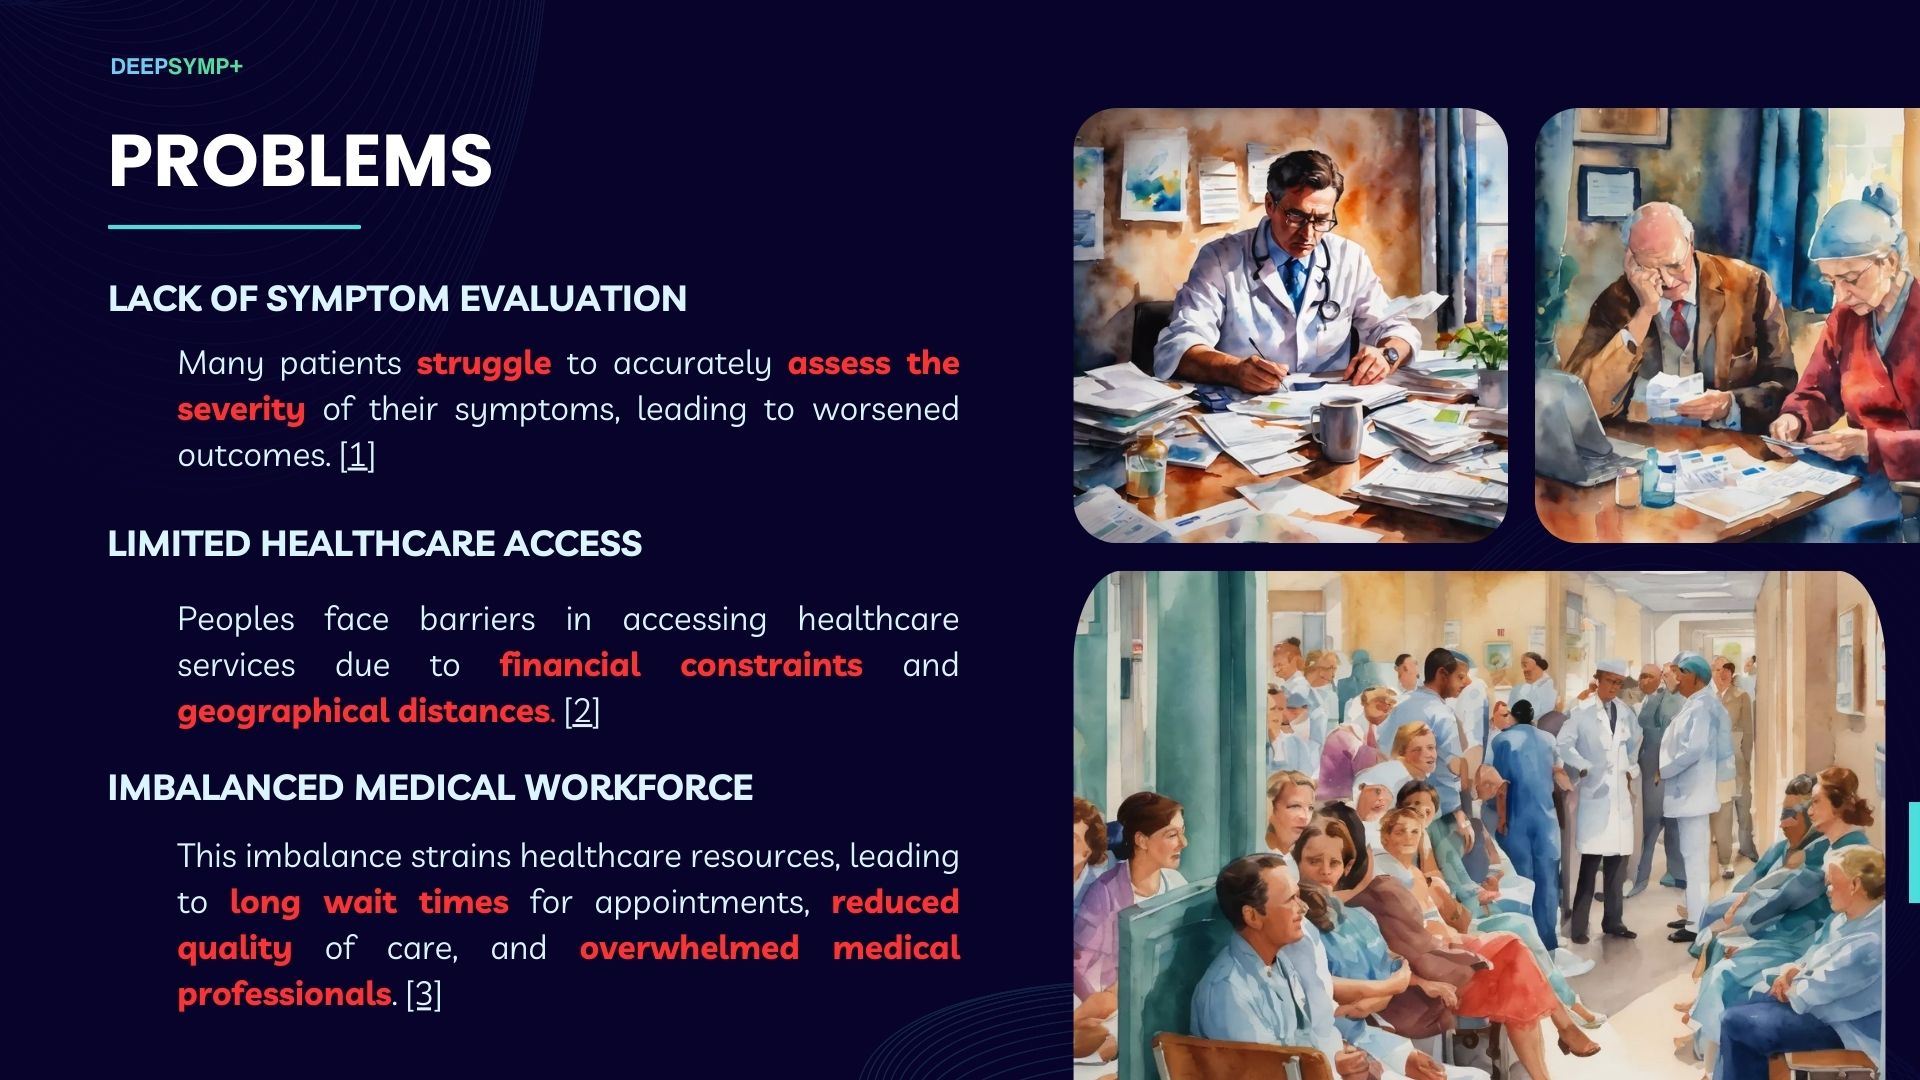 DEEPSYMP+
PROBLEMS
LACK OF SYMPTOM EVALUATION
Many patients struggle to accurately assess the
severity of their symptoms, leading to worsened
outcomes. [1]
LIMITED HEALTHCARE ACCESS
Peoples face barriers in accessing healthcare
services due to financial constraints and
geographical distances. [2]
IMBALANCED MEDICAL WORKFORCE
This imbalance strains healthcare resources, leading
to long wait times for appointments, reduced
quality of care, and overwhelmed medical
professionals. [3]